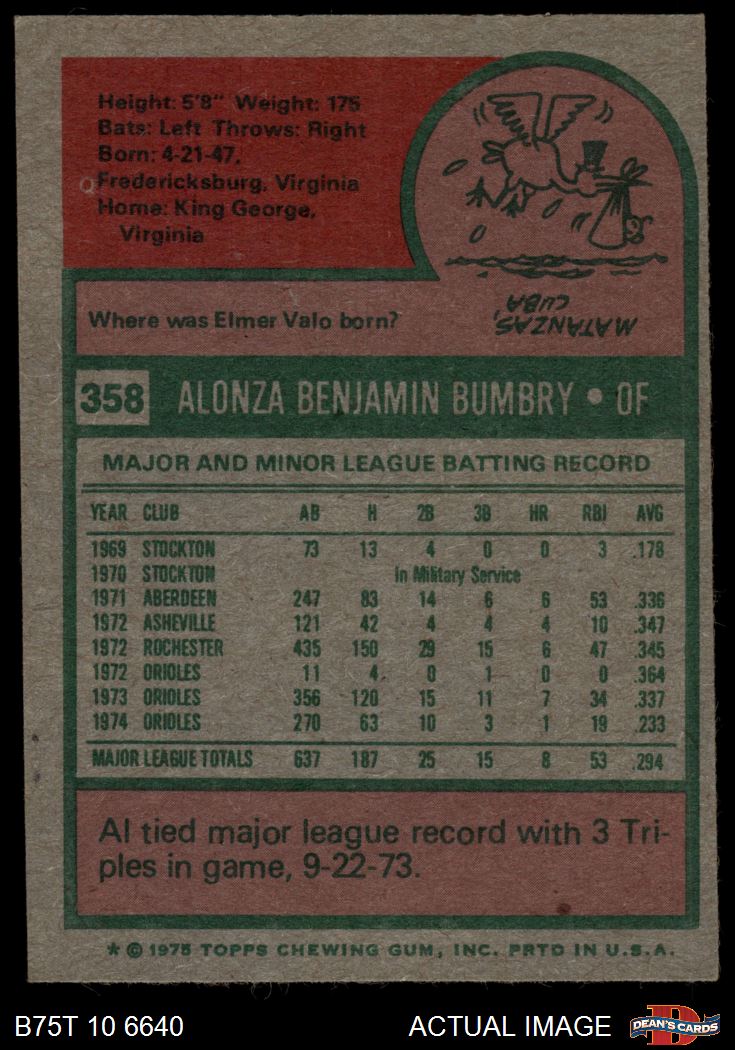 Height: 5'8" Weight: 175
Bats: Left Throws: Right
Born: 4-21-47,
Fredericksburg, Virginia
Home: King George,
Virginia
Where was Elmer Valo born?
MATANZAS,
CUBA
358 ALONZA BENJAMIN BUMBRY • OF
MAJOR AND MINOR LEAGUE BATTING RECORD
YEAR CLUB AB H 2B 3B HR RBI AVG
1969 STOCKTON 73 13 4 0 0 3 .178
1970 STOCKTON In Military Service
1971 ABERDEEN 247 83 14 6 6 53 .336
1972 ASHEVILLE 121 42 4 4 4 10 .347
1972 ROCHESTER 435 150 29 15 6 47 .345
1972 ORIOLES 11 4 0 1 0 0 .364
1973 ORIOLES 356 120 15 11 7 34 .337
1974 ORIOLES 270 63 10 3 1 19 .233
MAJOR LEAGUE TOTALS 637 187 25 15 8 53 .294
Al tied major league record with 3 Tri-
ples in game, 9-22-73.
* © 1975 TOPPS CHEWING GUM, INC. PRTD IN U.S.A.
B75T 10 6640 ACTUAL IMAGE DEAN'S CARDS